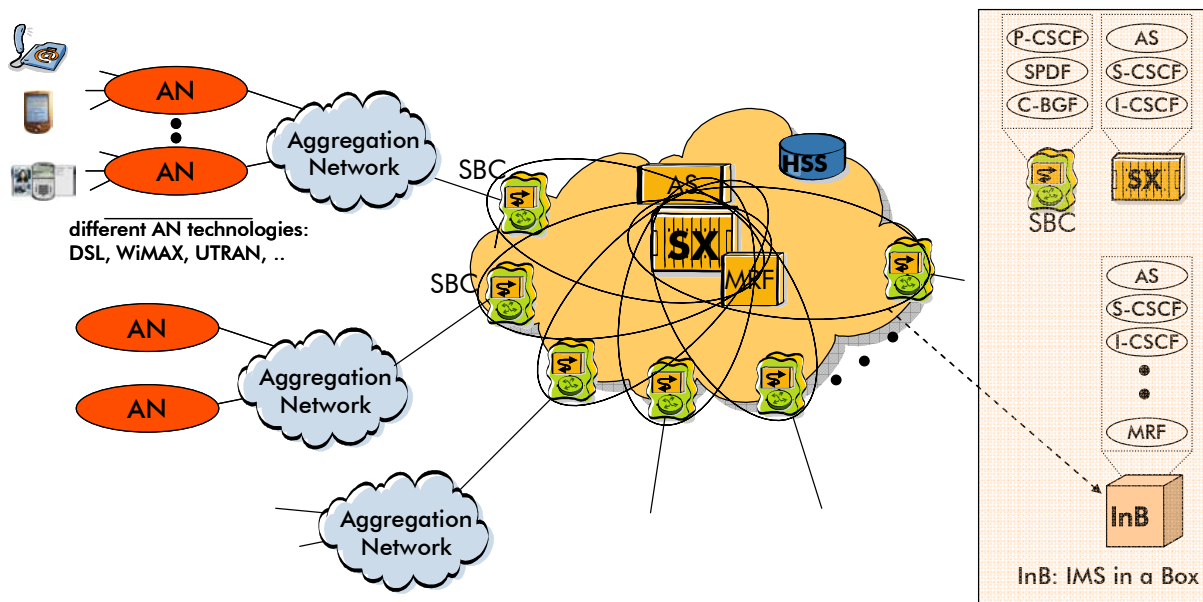 AN
AN
Aggregation
Network
different AN technologies:
DSL, WiMAX, UTRAN, ..
AN
AN
Aggregation
Network
Aggregation
Network
SBC
SBC
AS
SX
MRF
HSS
P-CSCF
SPDF
C-BGF
SBC
AS
S-CSCF
I-CSCF
SX
AS
S-CSCF
I-CSCF
MRF
InB
InB: IMS in a Box